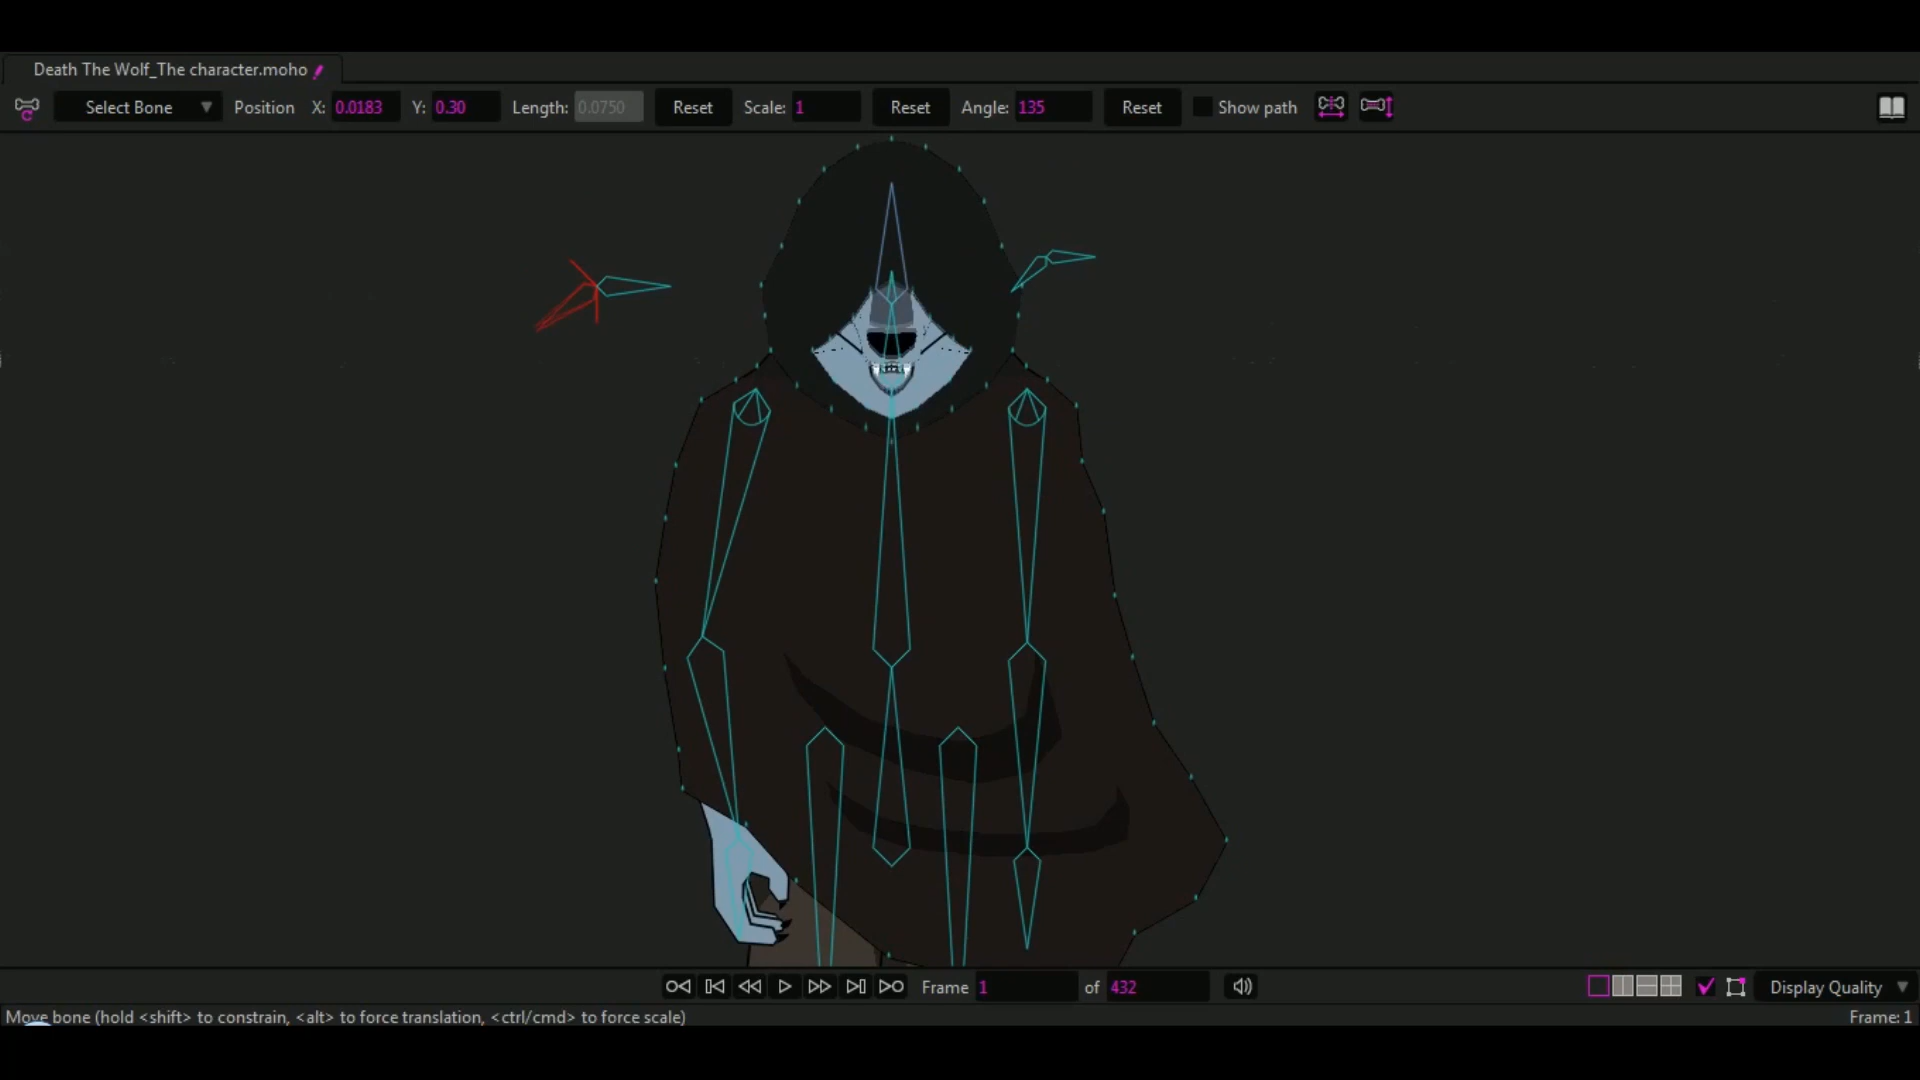 Death The Wolf_The character.moho
Select Bone Position X: 0.0183 Y: 0.30 Length: 0.0750 Reset Scale: 1 Reset Angle: 135 Reset Show path
Frame 1 of 432 Display Quality
Move bone (hold <shift> to constrain, <alt> to force translation, <ctrl/cmd> to force scale) Frame: 1